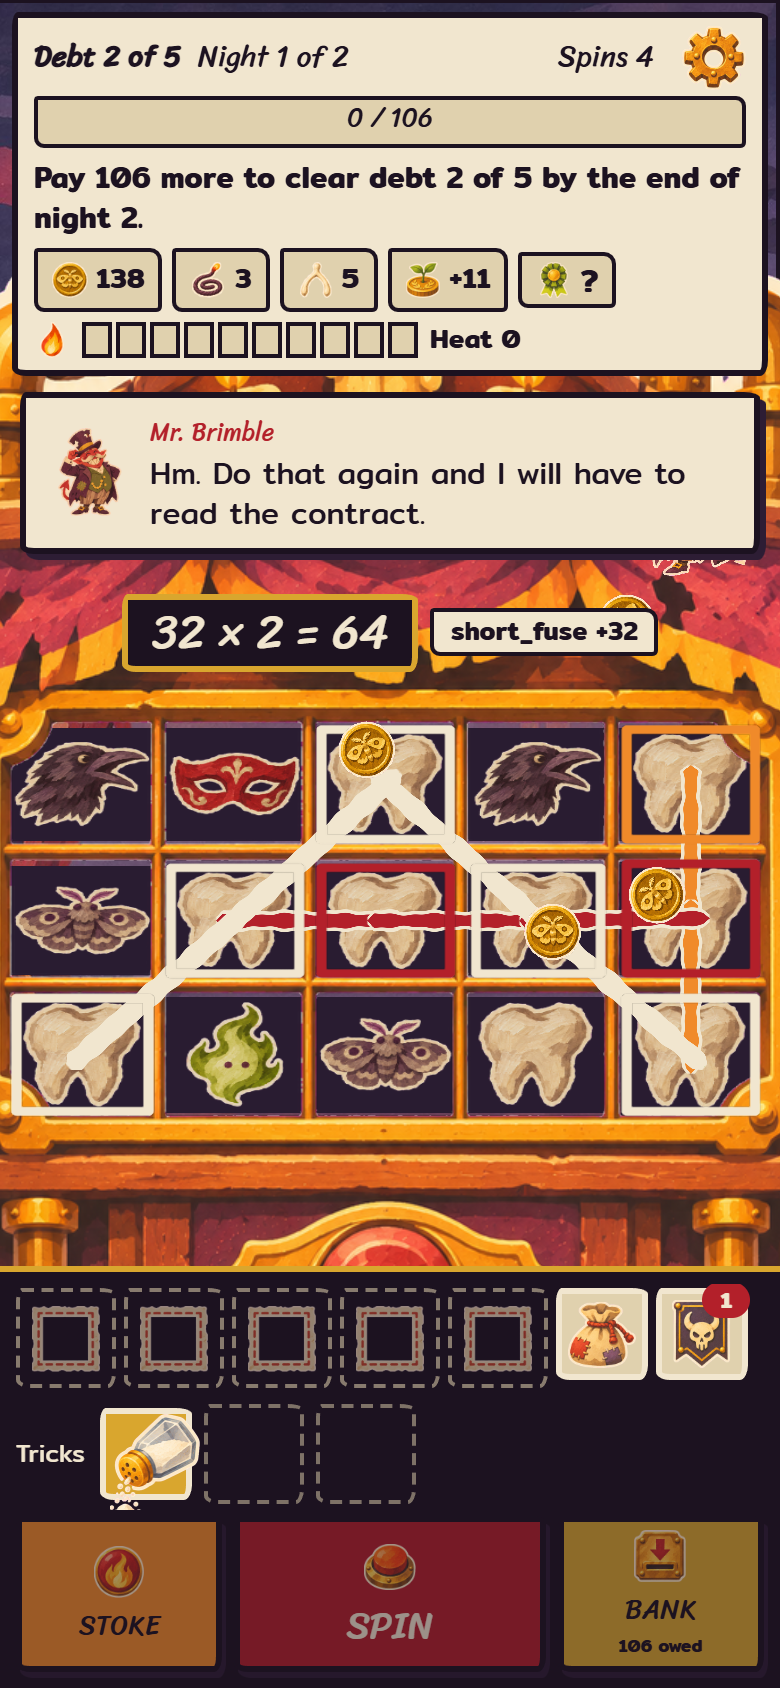 Debt 2 of 5 Night 1 of 2 Spins 4
0 / 106
Pay 106 more to clear debt 2 of 5 by the end of
night 2.
138 3 5 +11 ?
Heat 0
Mr. Brimble
Hm. Do that again and I will have to
read the contract.
32 x 2 = 64 short_fuse +32
1
Tricks
STOKE SPIN BANK
106 owed